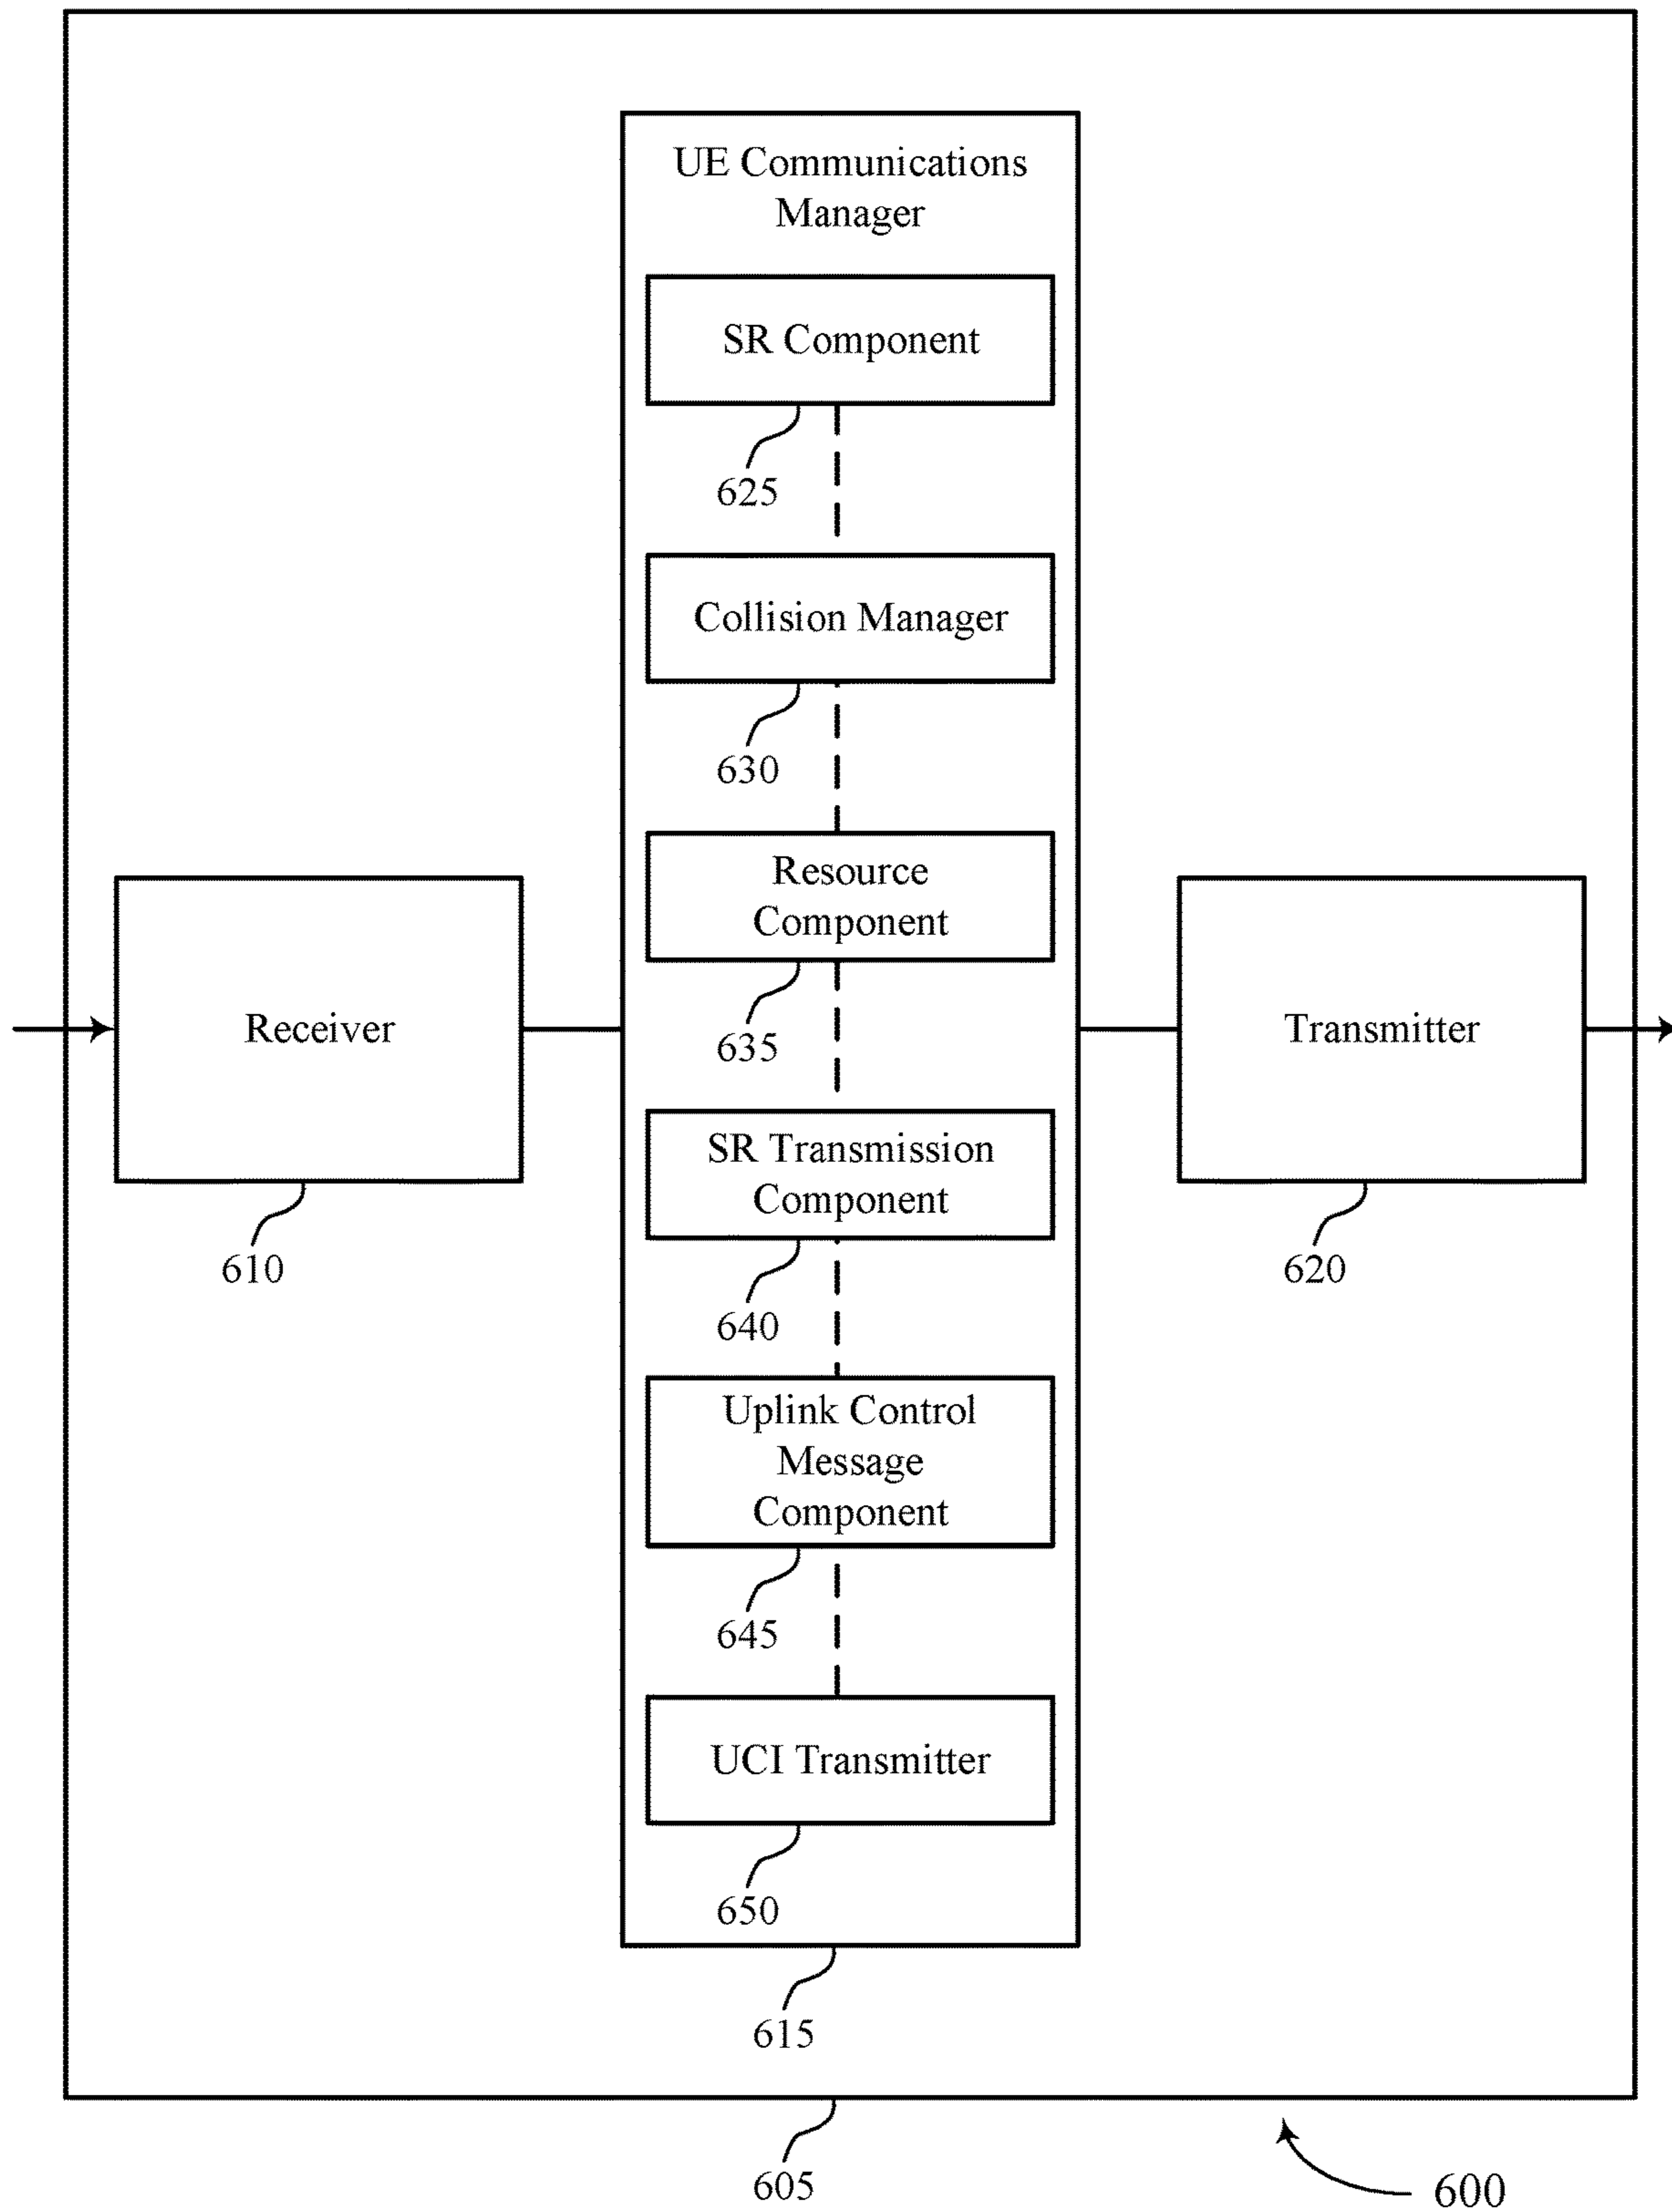 UE Communications
Manager
SR Component
625
Collision Manager
630
Resource
Component
635
SR Transmission
Component
640
Uplink Control
Message
Component
645
UCI Transmitter
650
615
Receiver
610
Transmitter
620
605
600